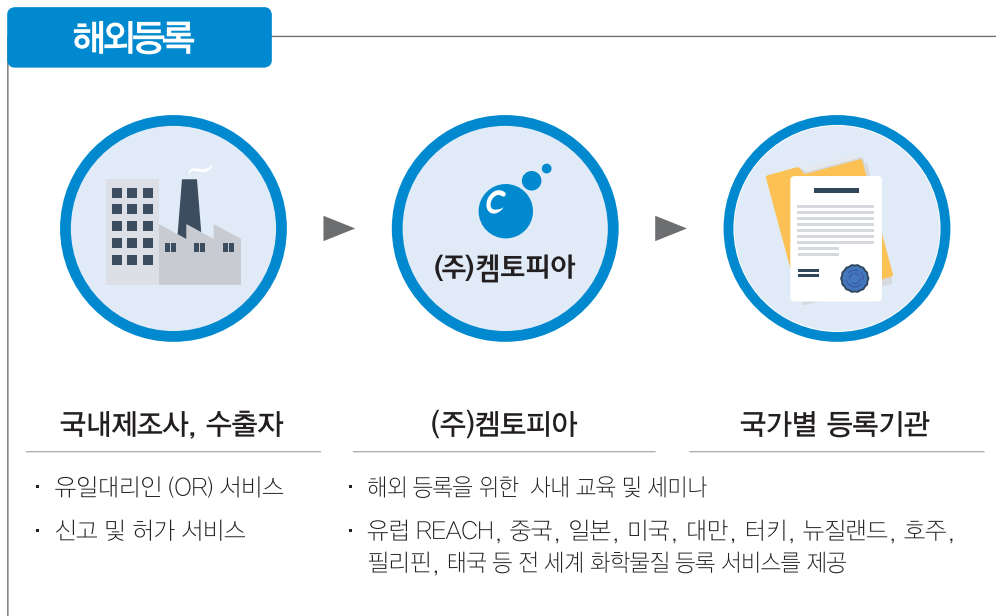 해외등록
C
(주)켐토피아
국내제조사, 수출자
(주)켐토피아
국가별 등록기관
· 유일대리인 (OR) 서비스
· 신고 및 허가 서비스
· 해외 등록을 위한 사내 교육 및 세미나
· 유럽 REACH, 중국, 일본, 미국, 대만, 터키, 뉴질랜드, 호주,
필리핀, 태국 등 전 세계 화학물질 등록 서비스를 제공